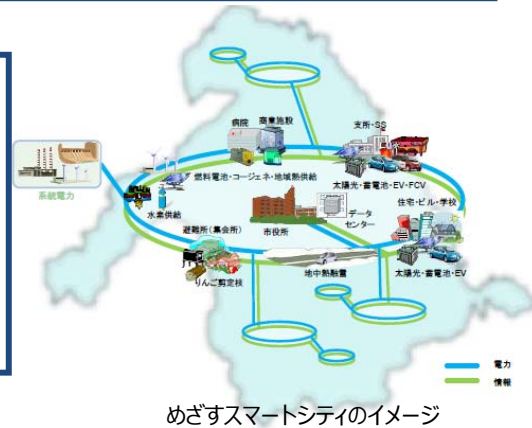 病院 商業施設
支所・SS
系統電力
燃料電池・コージェネ・地域熱供給
太陽光・蓄電池・EV・FCV
水素供給
住宅・ビル・学校
データ
センター
避難所(集会所)
市役所
りんご剪定枝
地中熱融雪
太陽光・蓄電池・EV
電力
情報
めざすスマートシティのイメージ